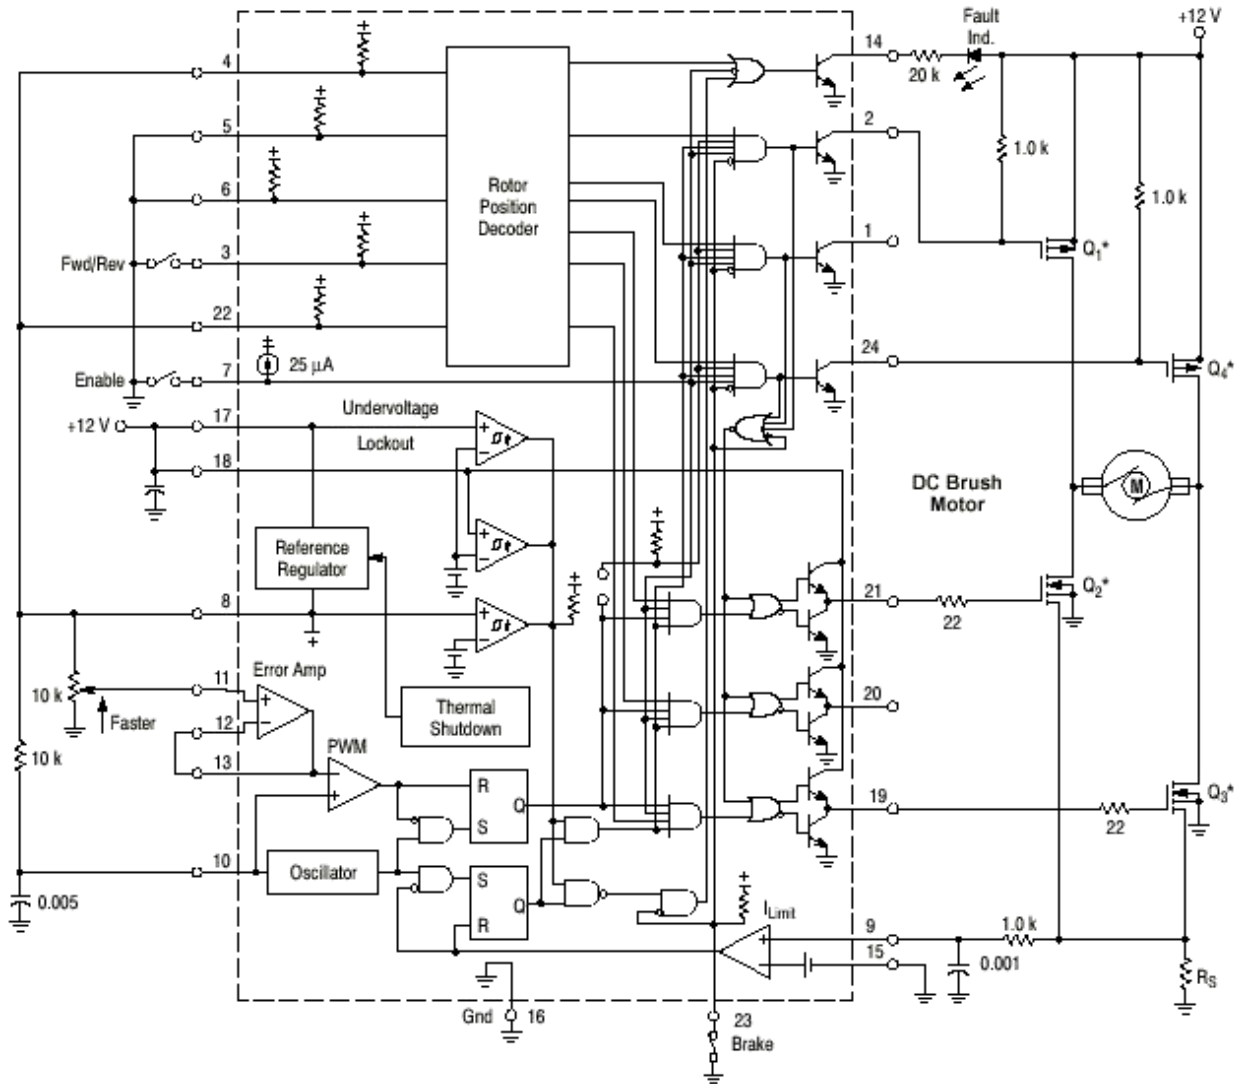 Fault
Ind.
+12 V
4
14
20 k
5
2
1.0 k
1.0 k
6
Rotor
Position
Decoder
Fwd/Rev
3
1
Q1*
22
Enable
7
25 µA
24
Q4*
+12 V
17
Undervoltage
Lockout
18
DC Brush
Motor
M
Reference
Regulator
21
22
Q2*
8
Error Amp
11
10 k
Faster
12
Thermal
Shutdown
20
10 k
13
PWM
R
Q
S
19
22
Q3*
10
Oscillator
S
Q
R
0.005
ILimit
9
1.0 k
15
0.001
RS
Gnd
16
23
Brake